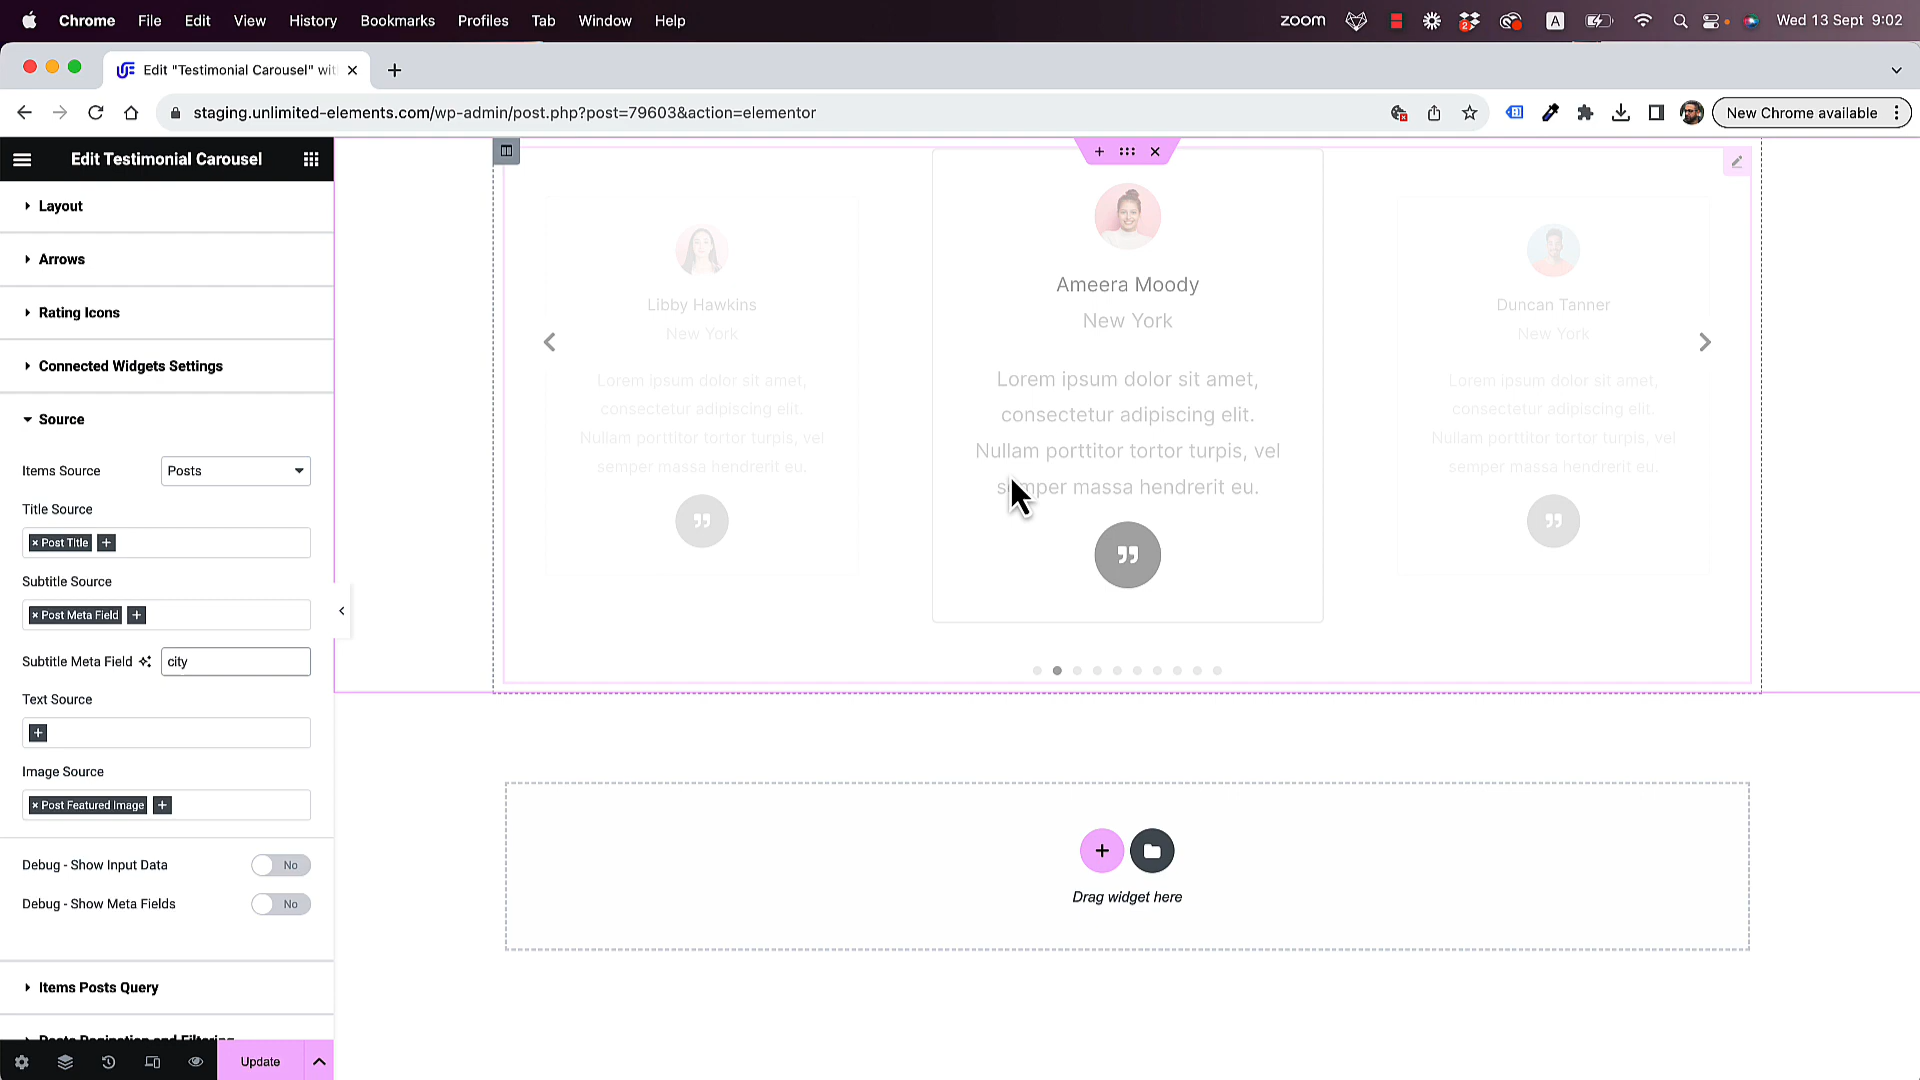 Chrome File Edit View History Bookmarks Profiles Tab Window Help zoom 2 A Wed 13 Sept 9:02
Edit "Testimonial Carousel" wit
staging.unlimited-elements.com/wp-admin/post.php?post=79603&action=elementor New Chrome available
Edit Testimonial Carousel
Layout
Arrows
Rating Icons
Connected Widgets Settings
Source
Items Source Posts
Title Source
× Post Title +
Subtitle Source
× Post Meta Field +
Subtitle Meta Field city
Text Source
+
Image Source
× Post Featured Image +
Debug - Show Input Data No
Debug - Show Meta Fields No
Items Posts Query
Posts Pagination and Filtering
Update
Libby Hawkins
New York
Lorem ipsum dolor sit amet,
consectetur adipiscing elit.
Nullam porttitor tortor turpis, vel
semper massa hendrerit eu.
Ameera Moody
New York
Lorem ipsum dolor sit amet,
consectetur adipiscing elit.
Nullam porttitor tortor turpis, vel
semper massa hendrerit eu.
Duncan Tanner
New York
Lorem ipsum dolor sit amet,
consectetur adipiscing elit.
Nullam porttitor tortor turpis, vel
semper massa hendrerit eu.
Drag widget here